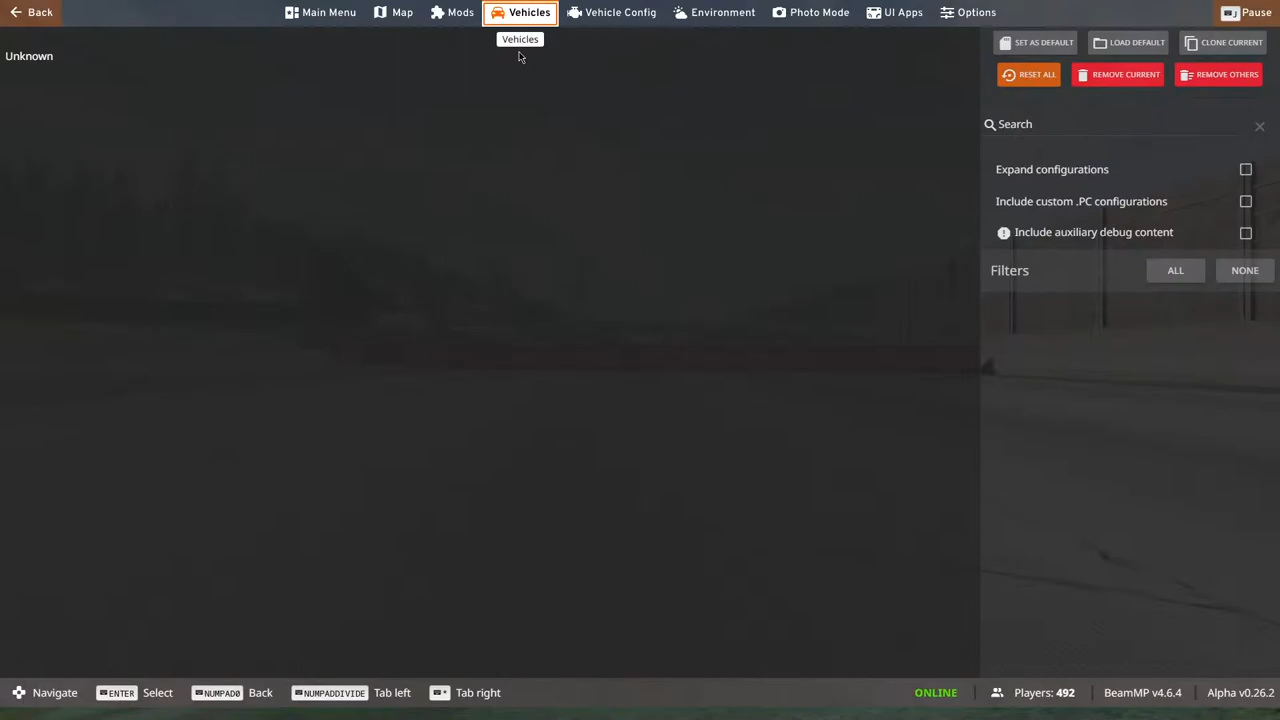 Back
Main Menu
Map
Mods
Vehicles
Vehicle Config
Environment
Photo Mode
UI Apps
Options
J
Pause
Vehicles
Unknown
SET AS DEFAULT
LOAD DEFAULT
CLONE CURRENT
RESET ALL
REMOVE CURRENT
REMOVE OTHERS
Search
Expand configurations
Include custom .PC configurations
Include auxiliary debug content
Filters
ALL
NONE
Navigate
ENTER
Select
NUMPAD0
Back
NUMPADDIVIDE
Tab left
*
Tab right
ONLINE
Players: 492
BeamMP v4.6.4
Alpha v0.26.2